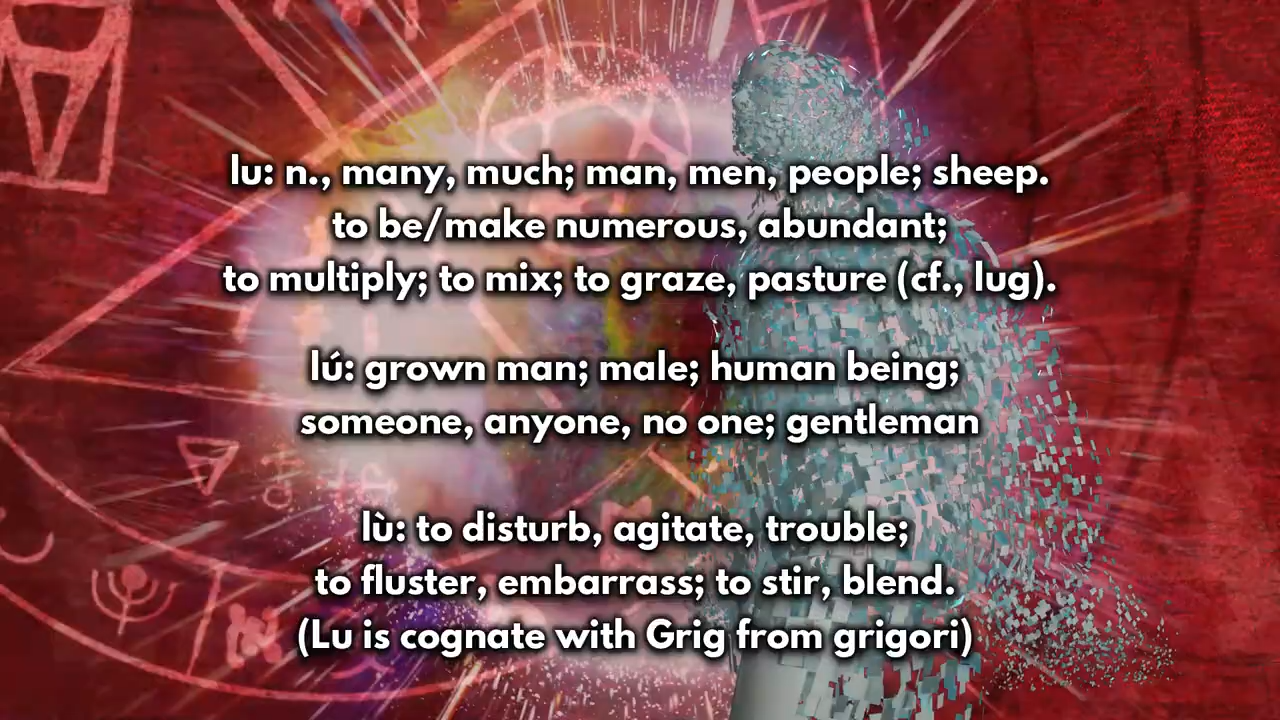 lu: n., many, much; man, men, people; sheep.
to be/make numerous, abundant;
to multiply; to mix; to graze, pasture (cf., lug).
lú: grown man; male; human being;
someone, anyone, no one; gentleman
lù: to disturb, agitate, trouble;
to fluster, embarrass; to stir, blend.
(Lu is cognate with Grig from grigori)